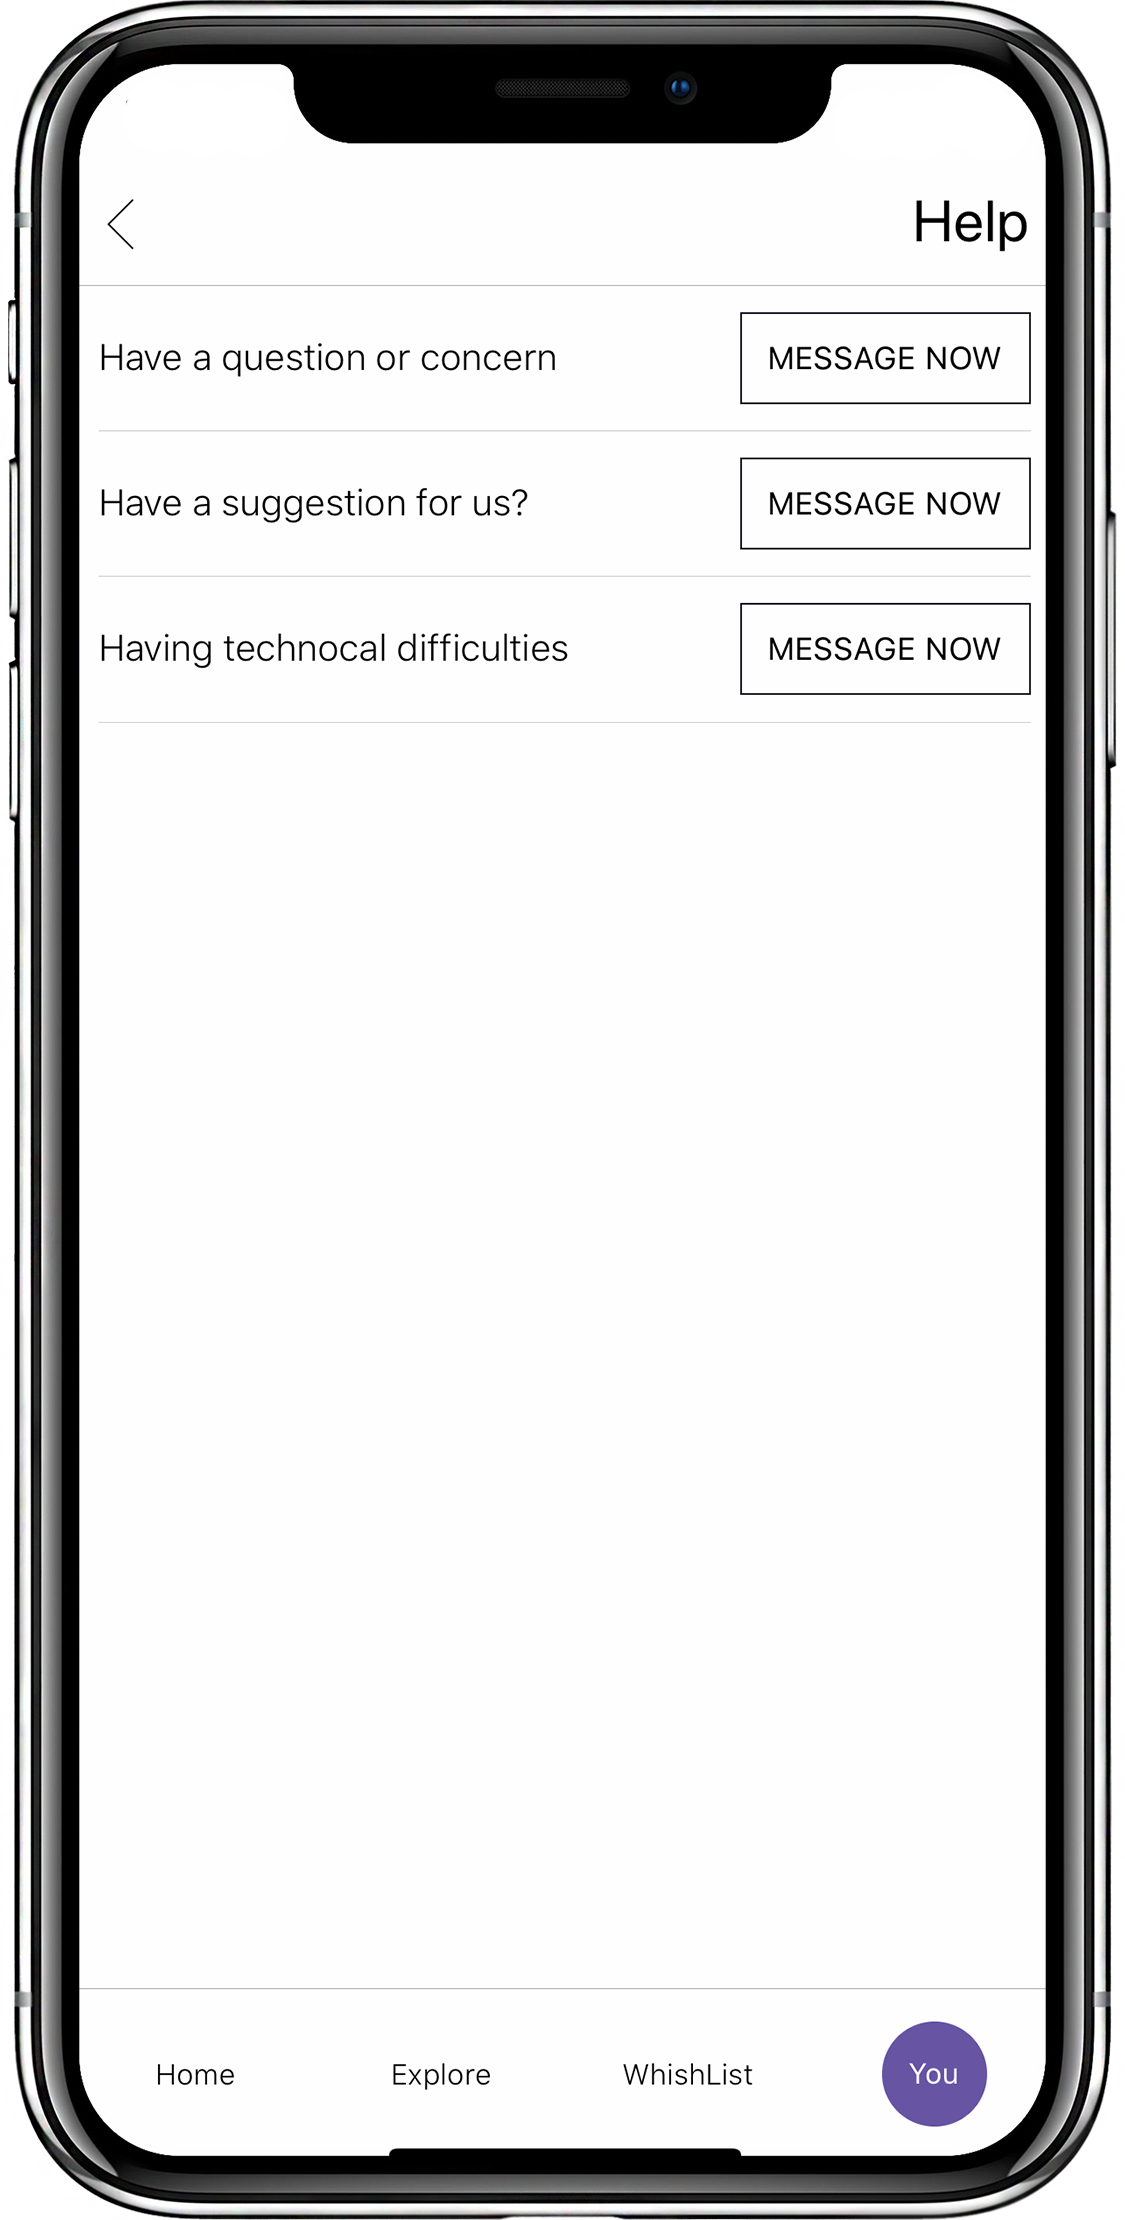 Help
Have a question or concern
MESSAGE NOW
Have a suggestion for us?
MESSAGE NOW
Having technocal difficulties
MESSAGE NOW
Home
Explore
WhishList
You